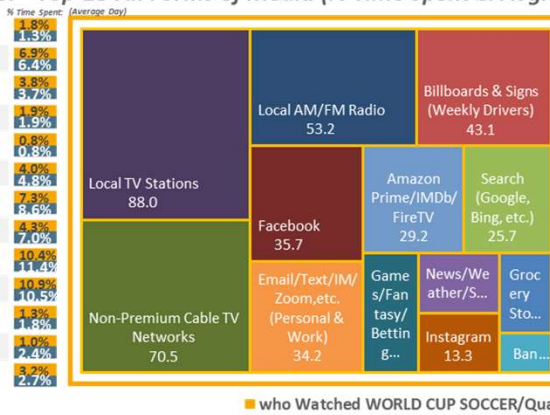 % Time Spent: (Average Day)
1.8%
1.3%
6.9%
6.4%
3.8%
3.7%
1.9%
1.9%
0.8%
0.8%
4.0%
4.8%
7.3%
8.6%
4.3%
7.0%
10.4%
11.4%
10.9%
10.5%
1.3%
1.8%
1.0%
2.4%
3.2%
2.7%
Local TV Stations
88.0
Local AM/FM Radio
53.2
Billboards & Signs
(Weekly Drivers)
43.1
Facebook
35.7
Amazon
Prime/IMDb/
FireTV
29.2
Search
(Google,
Bing, etc.)
25.7
Non-Premium Cable TV
Networks
70.5
Email/Text/IM/
Zoom,etc.
(Personal &
Work)
34.2
Game
s/Fan
tasy/
Bettin
g...
News/We
ather/S...
Instagram
13.3
Groc
ery
Sto...
Ban...
who Watched WORLD CUP SOCCER/Qua